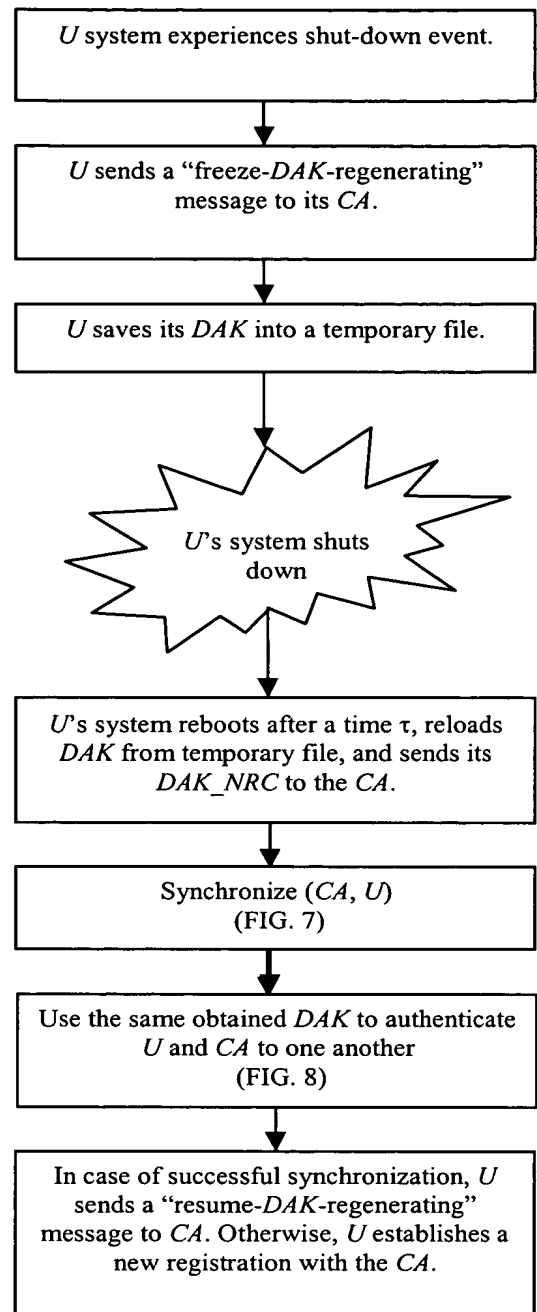 U system experiences shut-down event.
U sends a “freeze-DAK-regenerating”
message to its CA.
U saves its DAK into a temporary file.
U's system shuts
down
U's system reboots after a time τ, reloads
DAK from temporary file, and sends its
DAK_NRC to the CA.
Synchronize (CA, U)
(FIG. 7)
Use the same obtained DAK to authenticate
U and CA to one another
(FIG. 8)
In case of successful synchronization, U
sends a “resume-DAK-regenerating”
message to CA. Otherwise, U establishes a
new registration with the CA.